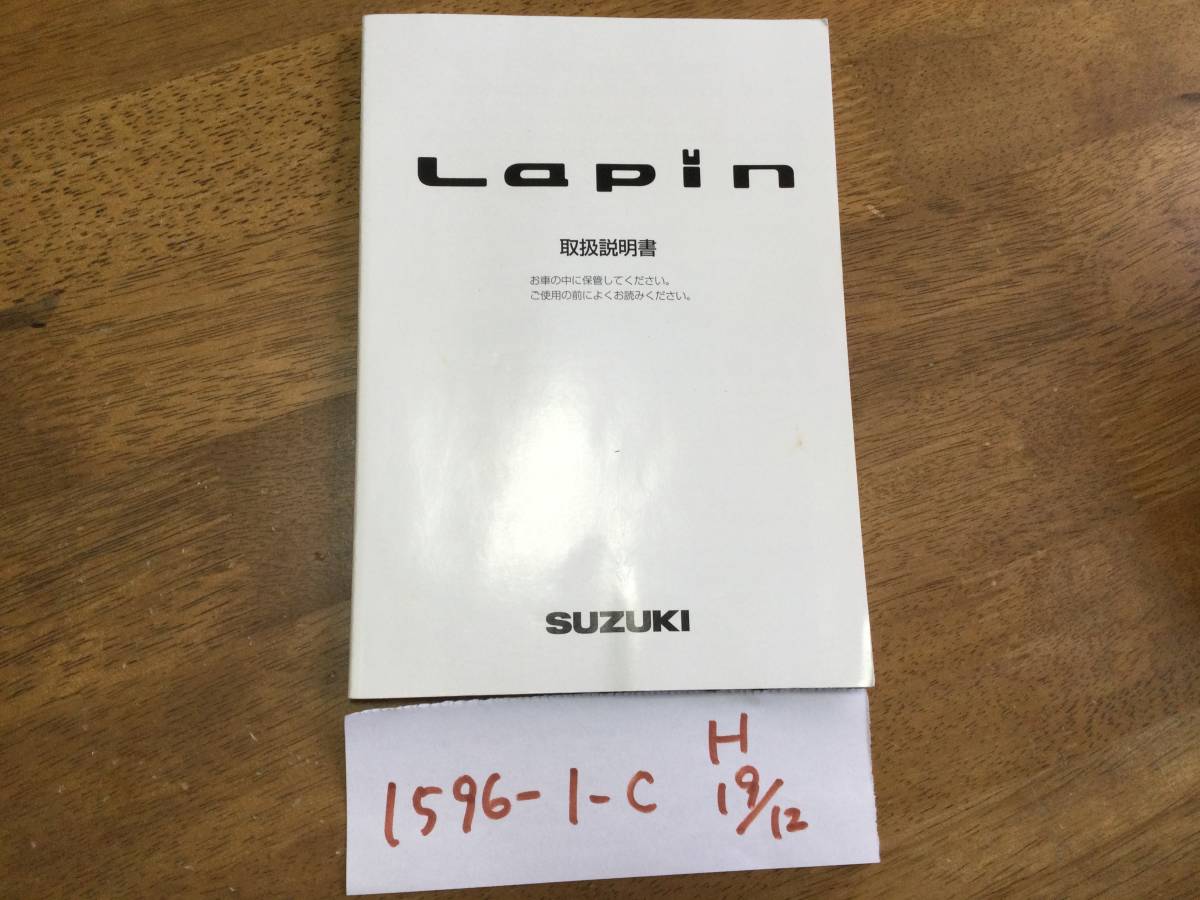 Lapin
取扱説明書
お車の中に保管してください。
ご使用の前によくお読みください。
SUZUKI
H
1596-1-C 19/12